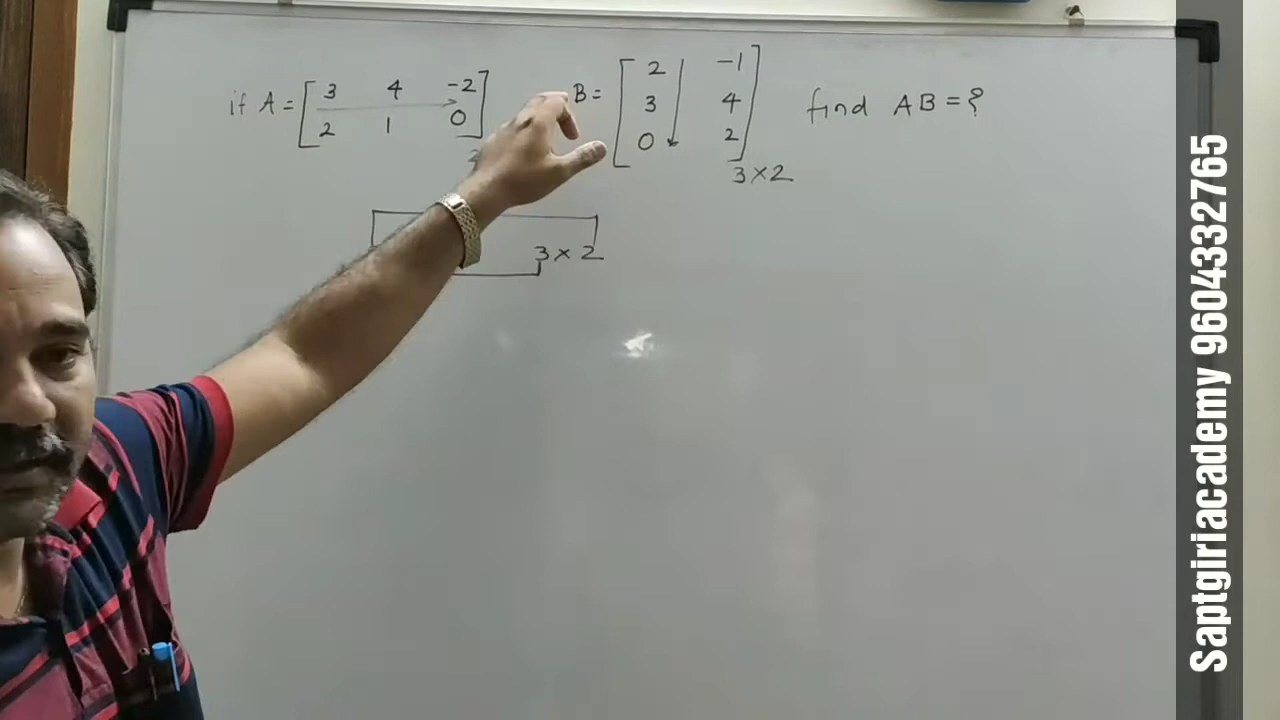 if A = [ 3 4 -2
2 1 0 ]
B = [ 2 -1
3 4
0 2 ] 3×2
find AB = ?
3 × 2
Saptgiriacademy 9604332765